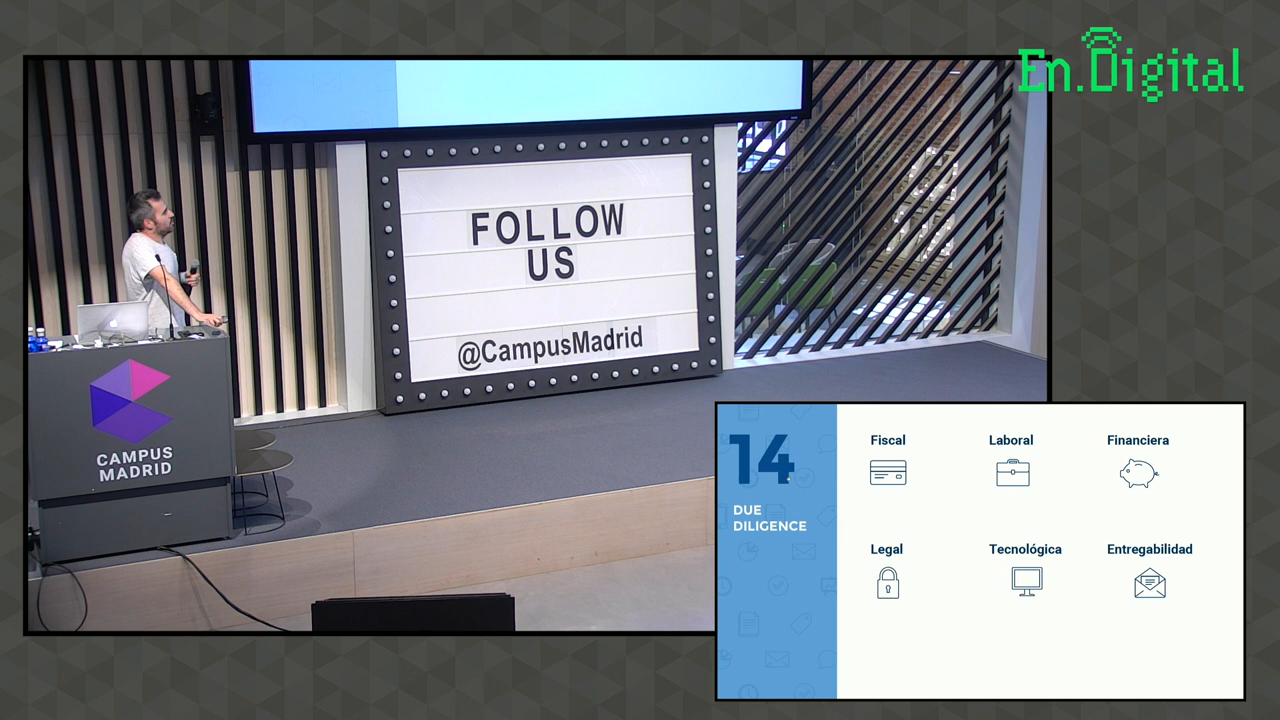 En.Digital
FOLLOW
US
@CampusMadrid
CAMPUS
MADRID
14
DUE
DILIGENCE
Fiscal
Laboral
Financiera
Legal
Tecnológica
Entregabilidad